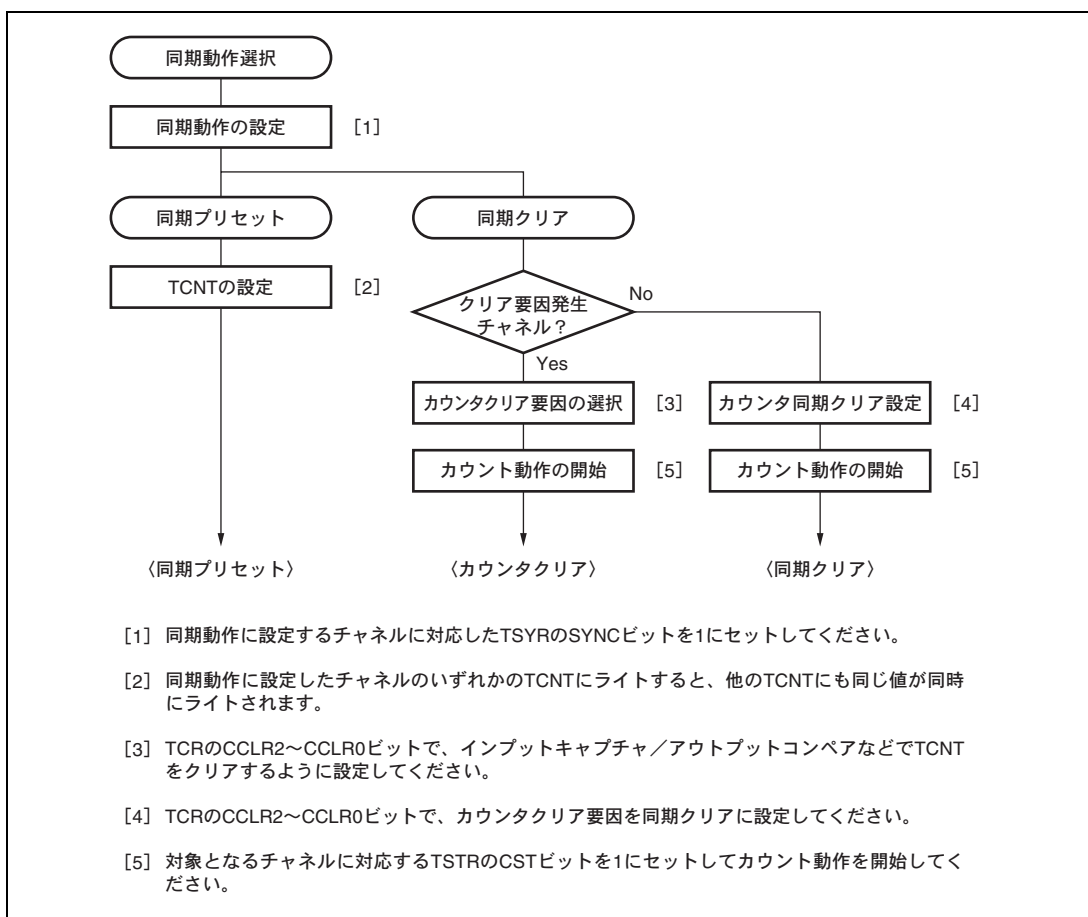 同期動作選択
同期動作の設定 [1]
同期プリセット 同期クリア
TCNTの設定 [2]
クリア要因発生
チャネル?
No
Yes
カウンタクリア要因の選択 [3] カウンタ同期クリア設定 [4]
カウント動作の開始 [5] カウント動作の開始 [5]
〈同期プリセット〉 〈カウンタクリア〉 〈同期クリア〉
[1] 同期動作に設定するチャネルに対応したTSYRのSYNCビットを1にセットしてください。
[2] 同期動作に設定したチャネルのいずれかのTCNTにライトすると、他のTCNTにも同じ値が同時
にライトされます。
[3] TCRのCCLR2~CCLR0ビットで、インプットキャプチャ/アウトプットコンペアなどでTCNT
をクリアするように設定してください。
[4] TCRのCCLR2~CCLR0ビットで、カウンタクリア要因を同期クリアに設定してください。
[5] 対象となるチャネルに対応するTSTRのCSTビットを1にセットしてカウント動作を開始してく
ださい。